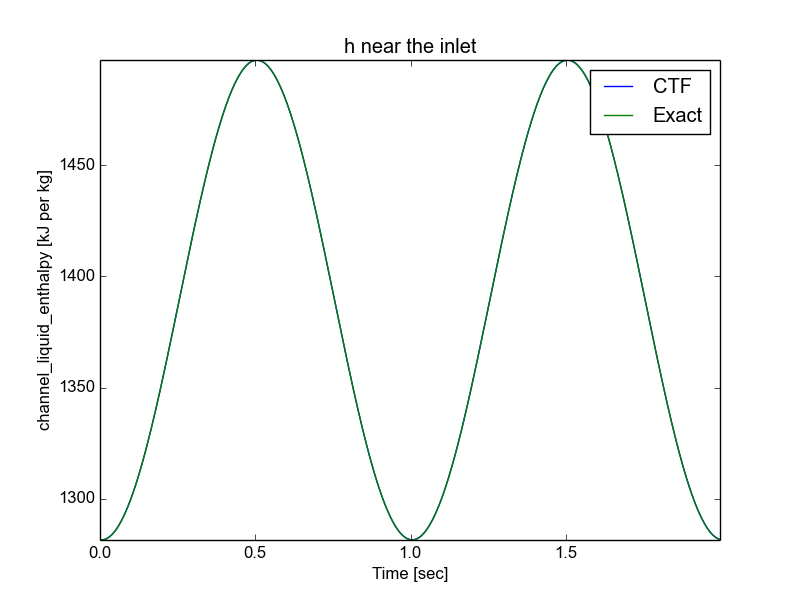 h near the inlet
CTF
Exact
channel_liquid_enthalpy [kJ per kg]
1450
1400
1350
1300
0.0
0.5
1.0
1.5
Time [sec]